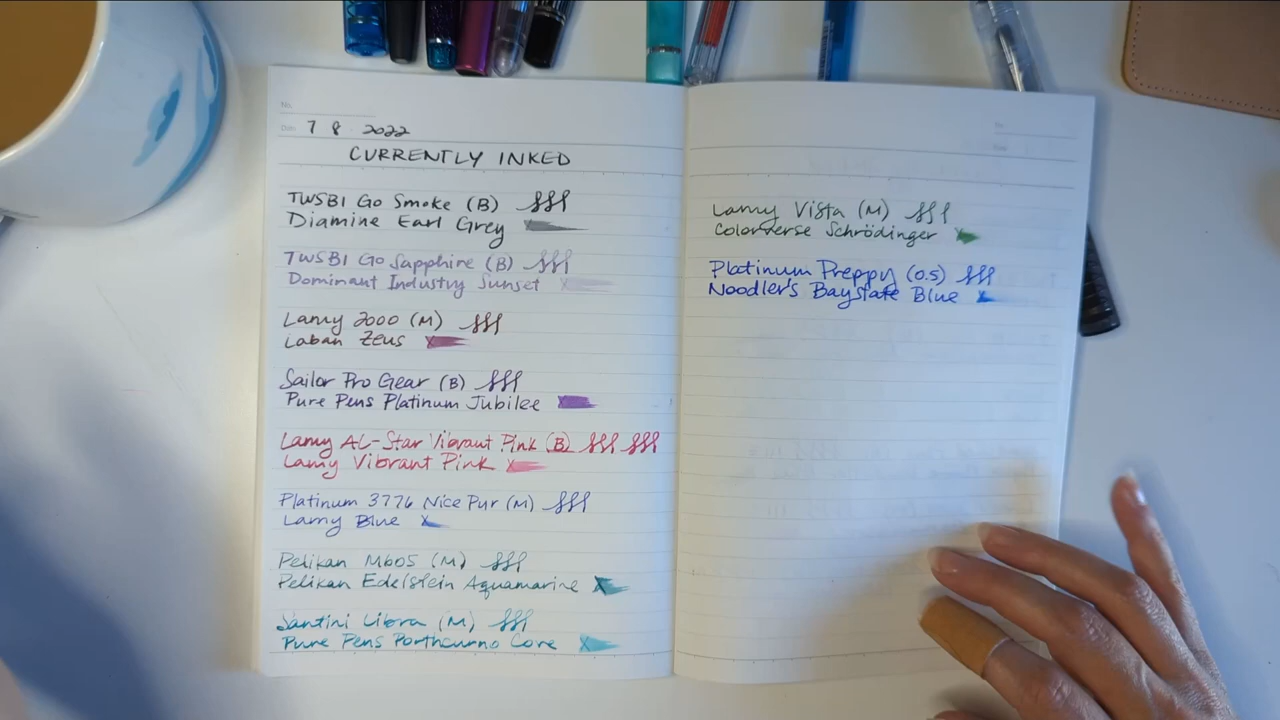 No.
Date 7 8 2022
CURRENTLY INKED
TWSBI Go Smoke (B)
Diamine Earl Grey
TWSBI Go Sapphire (B)
Dominant Industry Sunset
Lamy 2000 (M)
Laban Zeus
Sailor Pro Gear (B)
Pure Pens Platinum Jubilee
Lamy AL-Star Vibrant Pink (B)
Lamy Vibrant Pink
Platinum 3776 Nice Pur (M)
Lamy Blue
Pelikan M605 (M)
Pelikan Edelstein Aquamarine
Santini Libra (M)
Pure Pens Porthcurno Cove
Lamy Vista (M)
Colorverse Schrödinger
Platinum Preppy (0.5)
Noodler's Baystate Blue